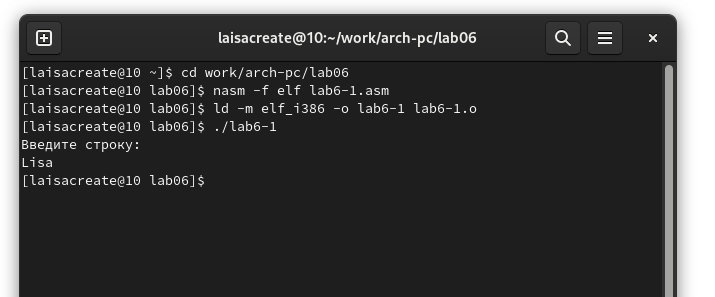 laisacreate@10:~/work/arch-pc/lab06
[laisacreate@10 ~]$ cd work/arch-pc/lab06
[laisacreate@10 lab06]$ nasm -f elf lab6-1.asm
[laisacreate@10 lab06]$ ld -m elf_i386 -o lab6-1 lab6-1.o
[laisacreate@10 lab06]$ ./lab6-1
Введите строку:
Lisa
[laisacreate@10 lab06]$